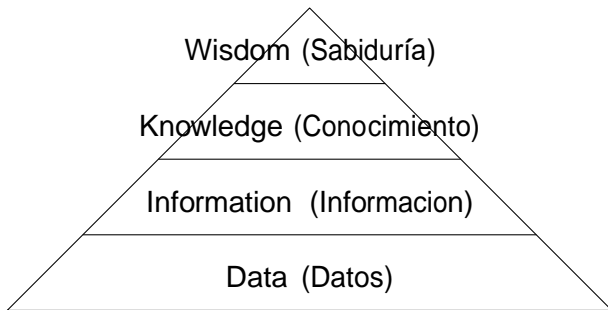 Wisdom (Sabiduría)
Knowledge (Conocimiento)
Information (Informacion)
Data (Datos)